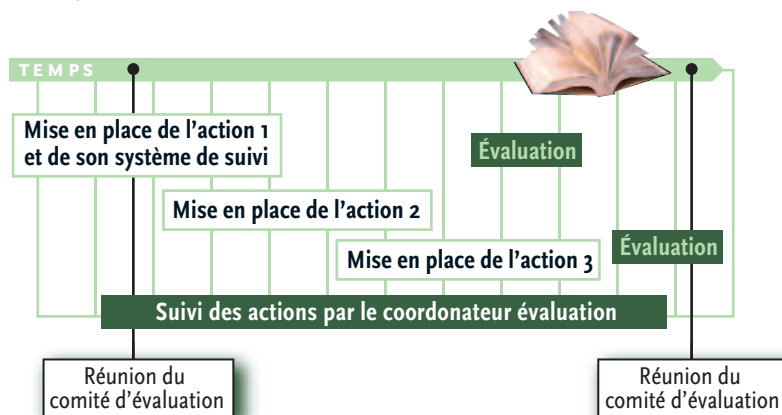 TEMPS
Mise en place de l'action 1
et de son système de suivi
Évaluation
Mise en place de l'action 2
Évaluation
Mise en place de l'action 3
Suivi des actions par le coordonateur évaluation
Réunion du
comité d'évaluation
Réunion du
comité d'évaluation